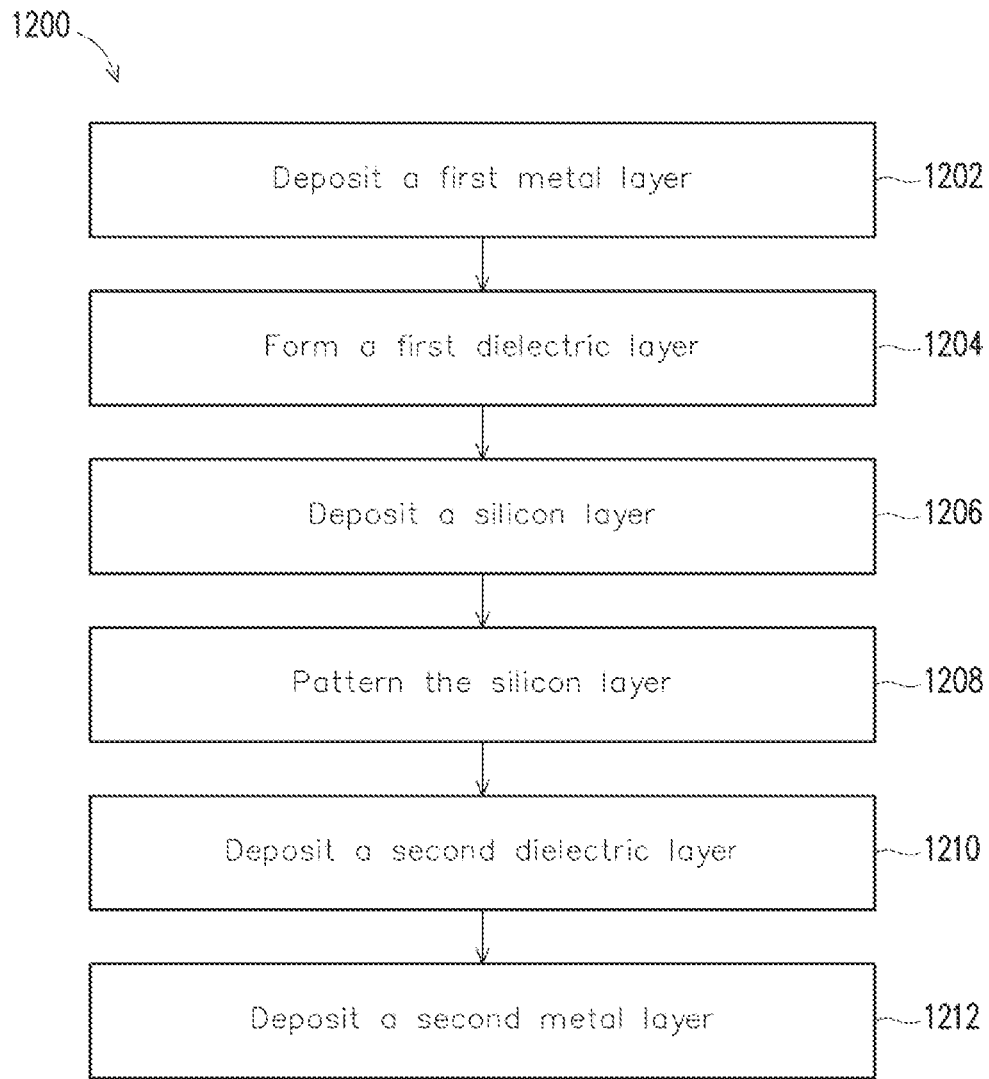 1200
Deposit a first metal layer
1202
Form a first dielectric layer
1204
Deposit a silicon layer
1206
Pattern the silicon layer
1208
Deposit a second dielectric layer
1210
Deposit a second metal layer
1212